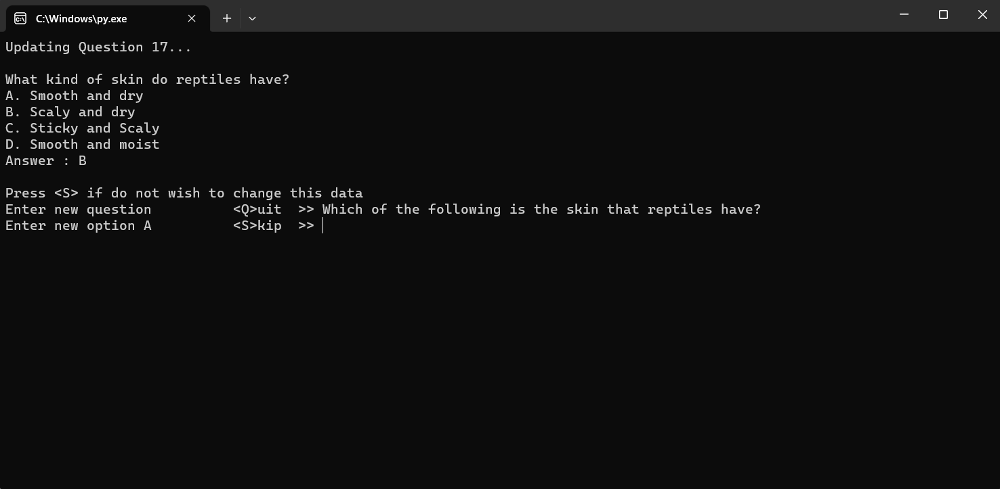 C:\Windows\py.exe
Updating Question 17...
What kind of skin do reptiles have?
A. Smooth and dry
B. Scaly and dry
C. Sticky and Scaly
D. Smooth and moist
Answer : B
Press <S> if do not wish to change this data
Enter new question          <Q>uit  >> Which of the following is the skin that reptiles have?
Enter new option A          <S>kip  >>